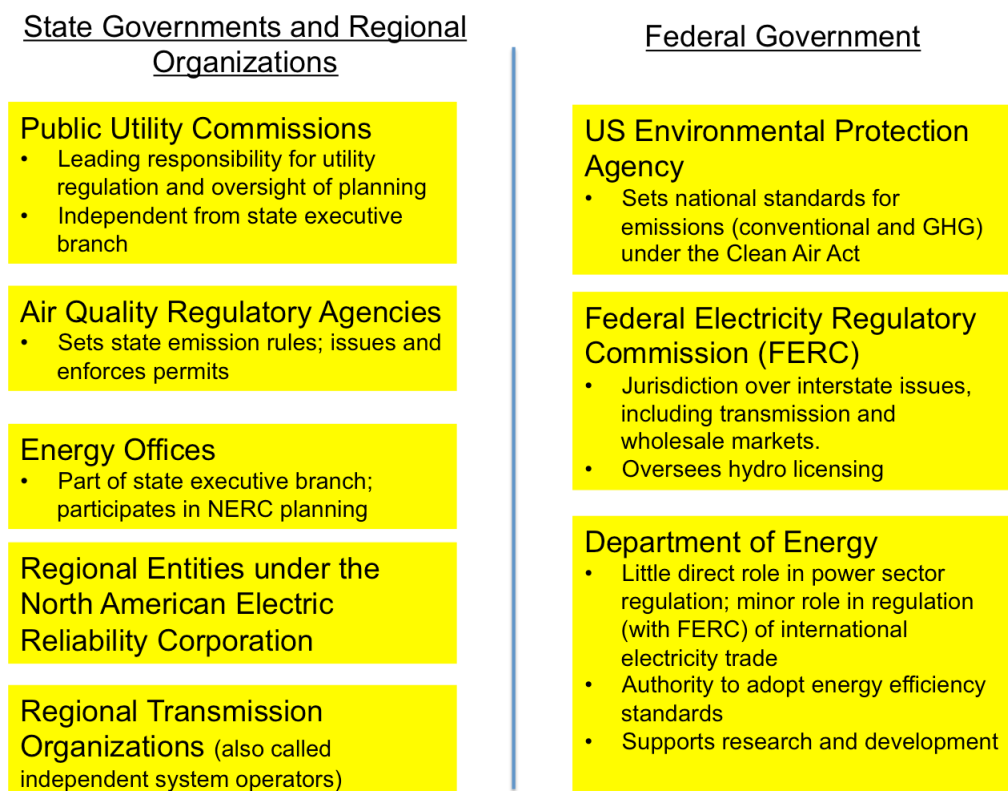 State Governments and Regional
Organizations
Public Utility Commissions
• Leading responsibility for utility
regulation and oversight of planning
• Independent from state executive
branch
Air Quality Regulatory Agencies
• Sets state emission rules; issues and
enforces permits
Energy Offices
• Part of state executive branch;
participates in NERC planning
Regional Entities under the
North American Electric
Reliability Corporation
Regional Transmission
Organizations (also called
independent system operators)
Federal Government
US Environmental Protection
Agency
• Sets national standards for
emissions (conventional and GHG)
under the Clean Air Act
Federal Electricity Regulatory
Commission (FERC)
• Jurisdiction over interstate issues,
including transmission and
wholesale markets.
• Oversees hydro licensing
Department of Energy
• Little direct role in power sector
regulation; minor role in regulation
(with FERC) of international
electricity trade
• Authority to adopt energy efficiency
standards
• Supports research and development